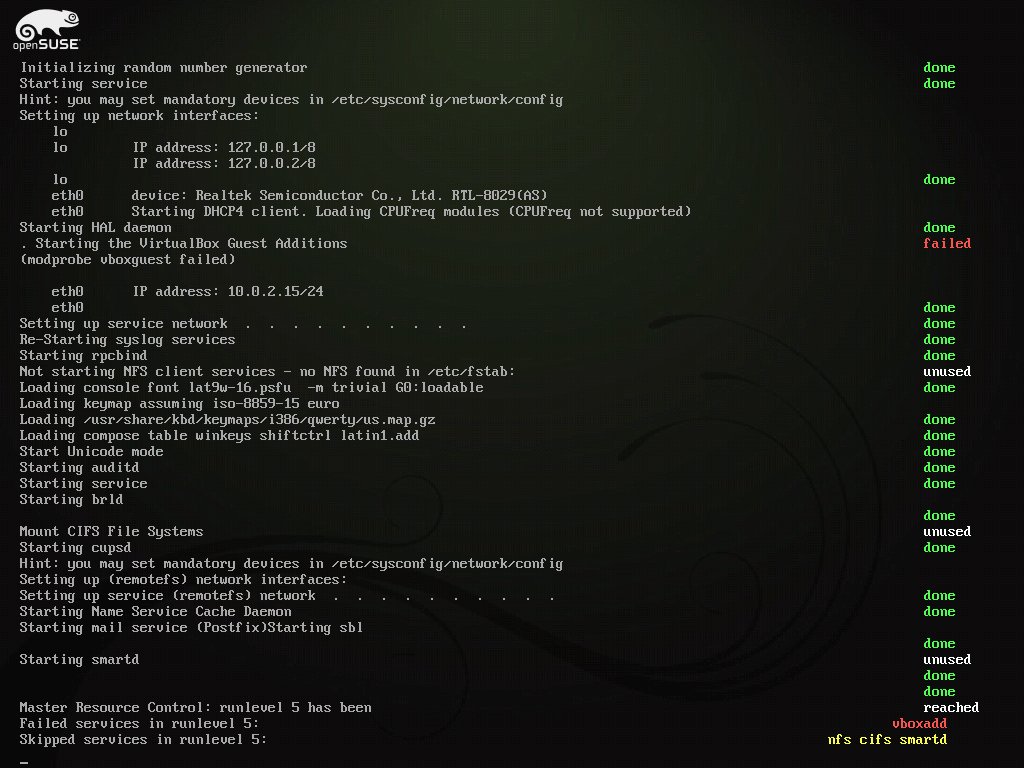 openSUSE
Initializing random number generator done
Starting service done
Hint: you may set mandatory devices in /etc/sysconfig/network/config
Setting up network interfaces:
lo
lo IP address: 127.0.0.1/8
IP address: 127.0.0.2/8
lo done
eth0 device: Realtek Semiconductor Co., Ltd. RTL-8029(AS)
eth0 Starting DHCP4 client. Loading CPUFreq modules (CPUFreq not supported)
Starting HAL daemon done
. Starting the VirtualBox Guest Additions failed
(modprobe vboxguest failed)
eth0 IP address: 10.0.2.15/24
eth0 done
Setting up service network . . . . . . . . . . done
Re-Starting syslog services done
Starting rpcbind done
Not starting NFS client services - no NFS found in /etc/fstab: unused
Loading console font lat9w-16.psfu -m trivial G0:loadable done
Loading keymap assuming iso-8859-15 euro
Loading /usr/share/kbd/keymaps/i386/qwerty/us.map.gz done
Loading compose table winkeys shiftctrl latin1.add done
Start Unicode mode done
Starting auditd done
Starting service done
Starting brld
done
Mount CIFS File Systems unused
Starting cupsd done
Hint: you may set mandatory devices in /etc/sysconfig/network/config
Setting up (remotefs) network interfaces:
Setting up service (remotefs) network . . . . . . . . . . done
Starting Name Service Cache Daemon done
Starting mail service (Postfix)Starting sbl
done
Starting smartd unused
done
done
Master Resource Control: runlevel 5 has been reached
Failed services in runlevel 5: vboxadd
Skipped services in runlevel 5: nfs cifs smartd
_